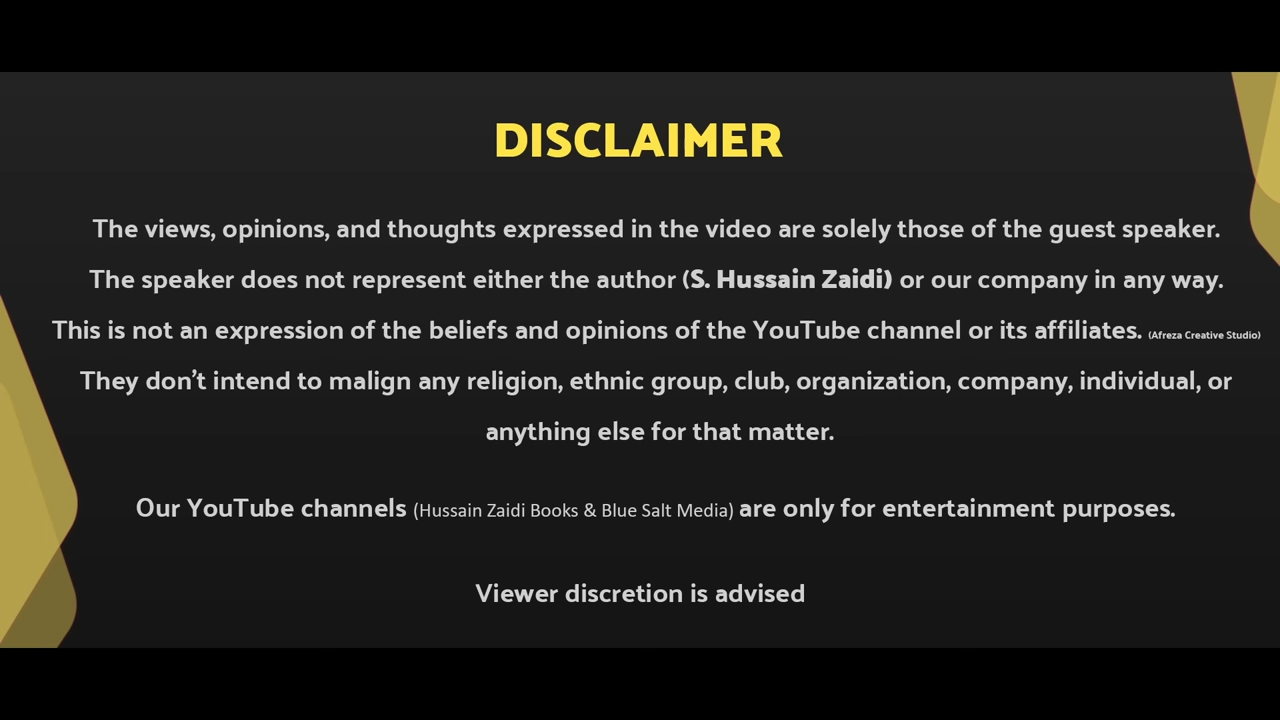 DISCLAIMER
The views, opinions, and thoughts expressed in the video are solely those of the guest speaker.
The speaker does not represent either the author (S. Hussain Zaidi) or our company in any way.
This is not an expression of the beliefs and opinions of the YouTube channel or its affiliates. (Afreza Creative Studio)
They don't intend to malign any religion, ethnic group, club, organization, company, individual, or
anything else for that matter.
Our YouTube channels (Hussain Zaidi Books & Blue Salt Media) are only for entertainment purposes.
Viewer discretion is advised